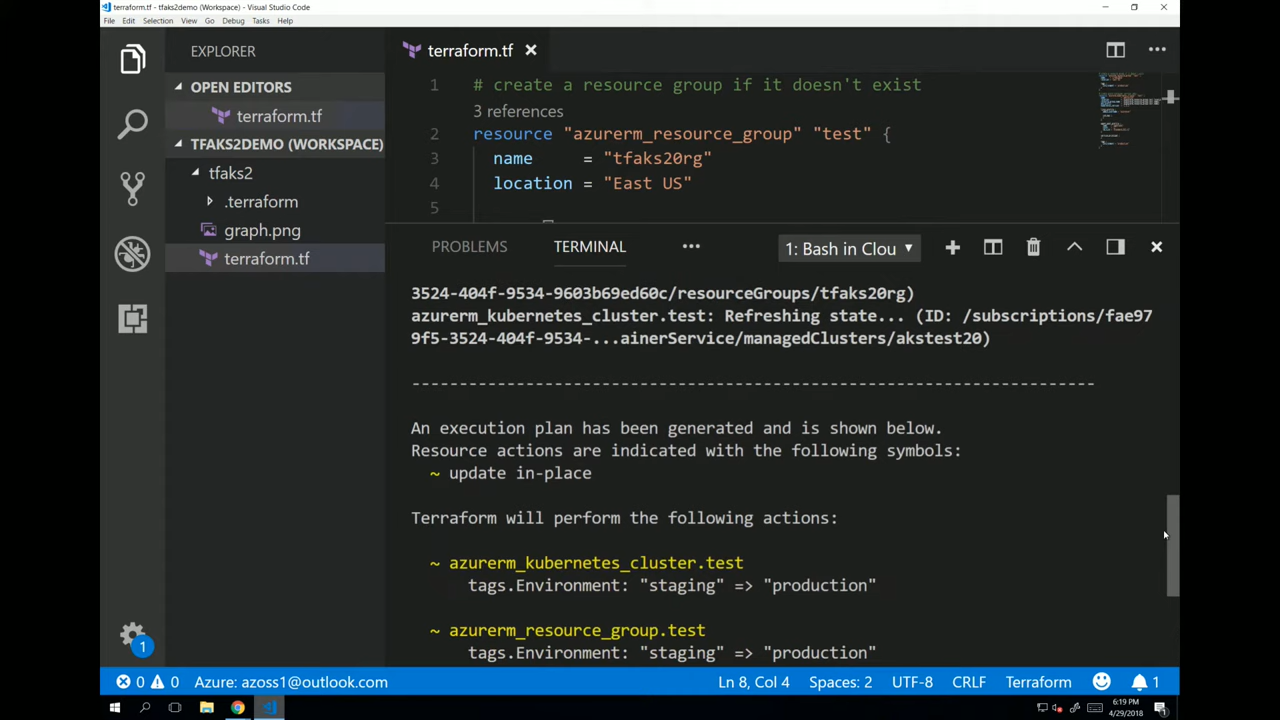 terraform.tf - tfaks2demo (Workspace) - Visual Studio Code
File Edit Selection View Go Debug Tasks Help
EXPLORER
OPEN EDITORS
terraform.tf
TFAKS2DEMO (WORKSPACE)
tfaks2
.terraform
graph.png
terraform.tf
1
terraform.tf
1 # create a resource group if it doesn't exist
3 references
2 resource "azurerm_resource_group" "test" {
3 name = "tfaks20rg"
4 location = "East US"
5
PROBLEMS TERMINAL 1: Bash in Clou
3524-404f-9534-9603b69ed60c/resourceGroups/tfaks20rg)
azurerm_kubernetes_cluster.test: Refreshing state... (ID: /subscriptions/fae97
9f5-3524-404f-9534-...ainerService/managedClusters/akstest20)
------------------------------------------------------------------------
An execution plan has been generated and is shown below.
Resource actions are indicated with the following symbols:
~ update in-place
Terraform will perform the following actions:
~ azurerm_kubernetes_cluster.test
tags.Environment: "staging" => "production"
~ azurerm_resource_group.test
tags.Environment: "staging" => "production"
0 0 Azure: azoss1@outlook.com Ln 8, Col 4 Spaces: 2 UTF-8 CRLF Terraform 1
6:19 PM
4/29/2018